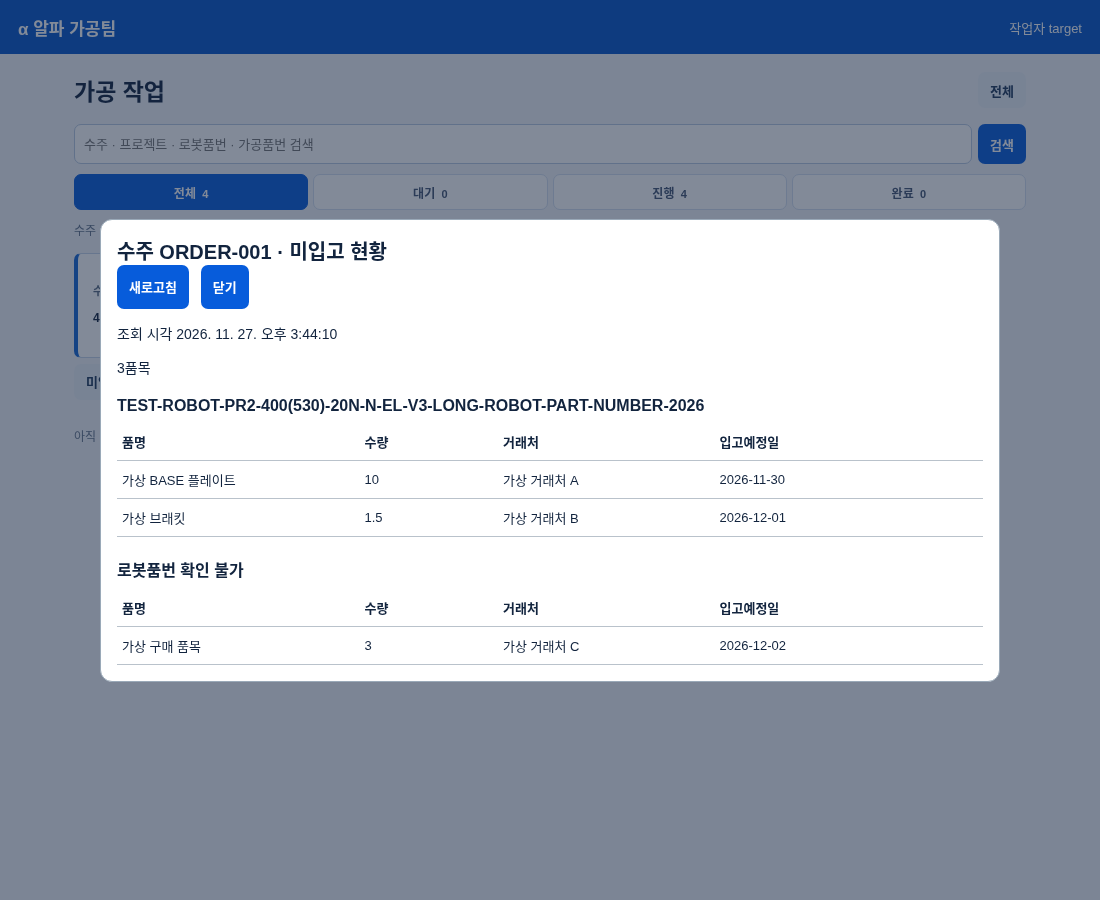 α 알파 가공팀
작업자 target
가공 작업
전체
수주 · 프로젝트 · 로봇품번 · 가공품번 검색
검색
전체 4
대기 0
진행 4
완료 0
수주
수주 ORDER-001 · 미입고 현황
새로고침
닫기
조회 시각 2026. 11. 27. 오후 3:44:10
3품목
TEST-ROBOT-PR2-400(530)-20N-N-EL-V3-LONG-ROBOT-PART-NUMBER-2026
품명 수량 거래처 입고예정일
가상 BASE 플레이트 10 가상 거래처 A 2026-11-30
가상 브래킷 1.5 가상 거래처 B 2026-12-01
로봇품번 확인 불가
품명 수량 거래처 입고예정일
가상 구매 품목 3 가상 거래처 C 2026-12-02
4
아직